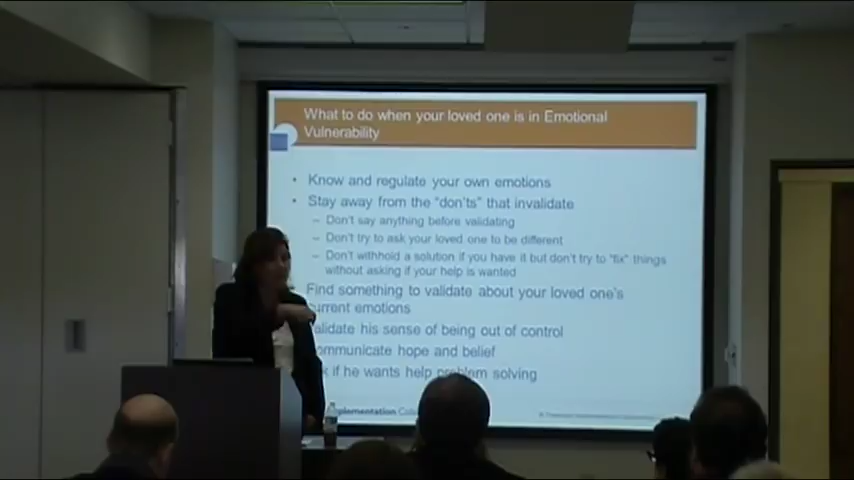 What to do when your loved one is in Emotional
Vulnerability
• Know and regulate your own emotions
• Stay away from the “don’ts” that invalidate
– Don’t say anything before validating
– Don’t try to ask your loved one to be different
– Don’t withhold a solution if you have it but don’t try to “fix” things
without asking if your help is wanted
Find something to validate about your loved one’s
current emotions
alidate his sense of being out of control
ommunicate hope and belief
k if he wants help problem solving
mplementation